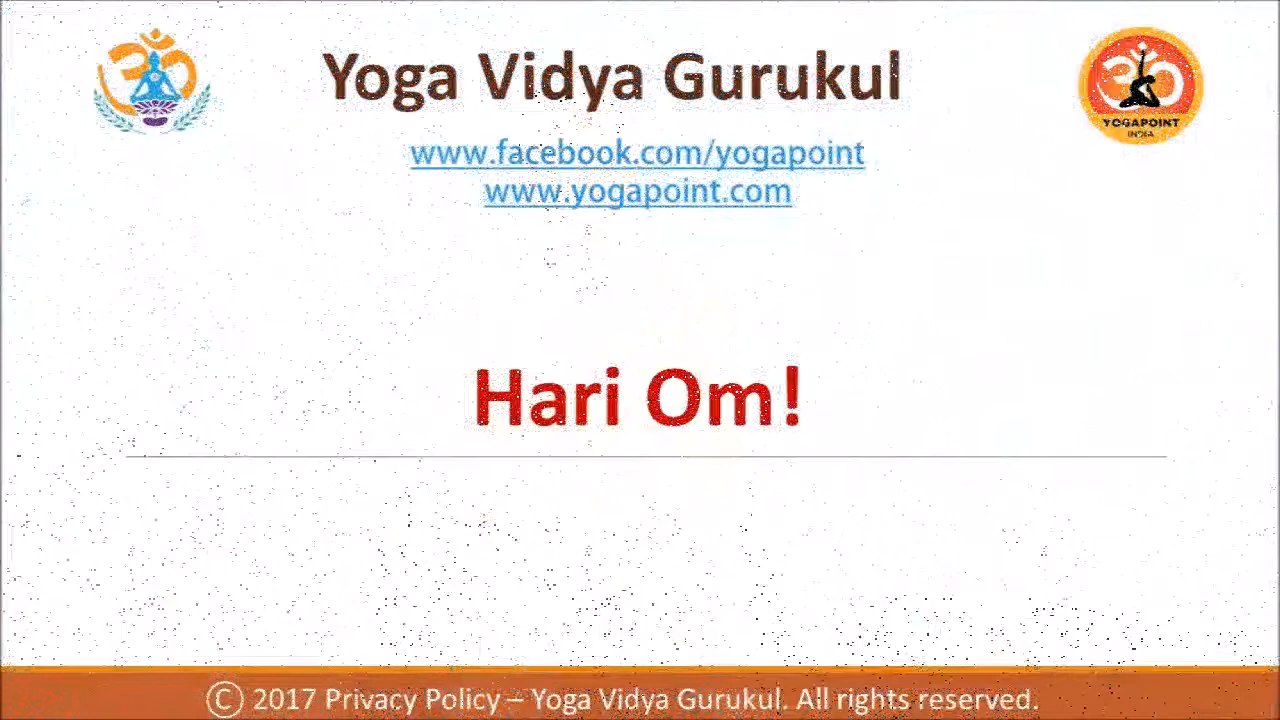 Yoga Vidya Gurukul
www.facebook.com/yogapoint
www.yogapoint.com
ॐ
ॐ
YOGAPOINT
INDIA
Hari Om!
© 2017 Privacy Policy – Yoga Vidya Gurukul. All rights reserved.